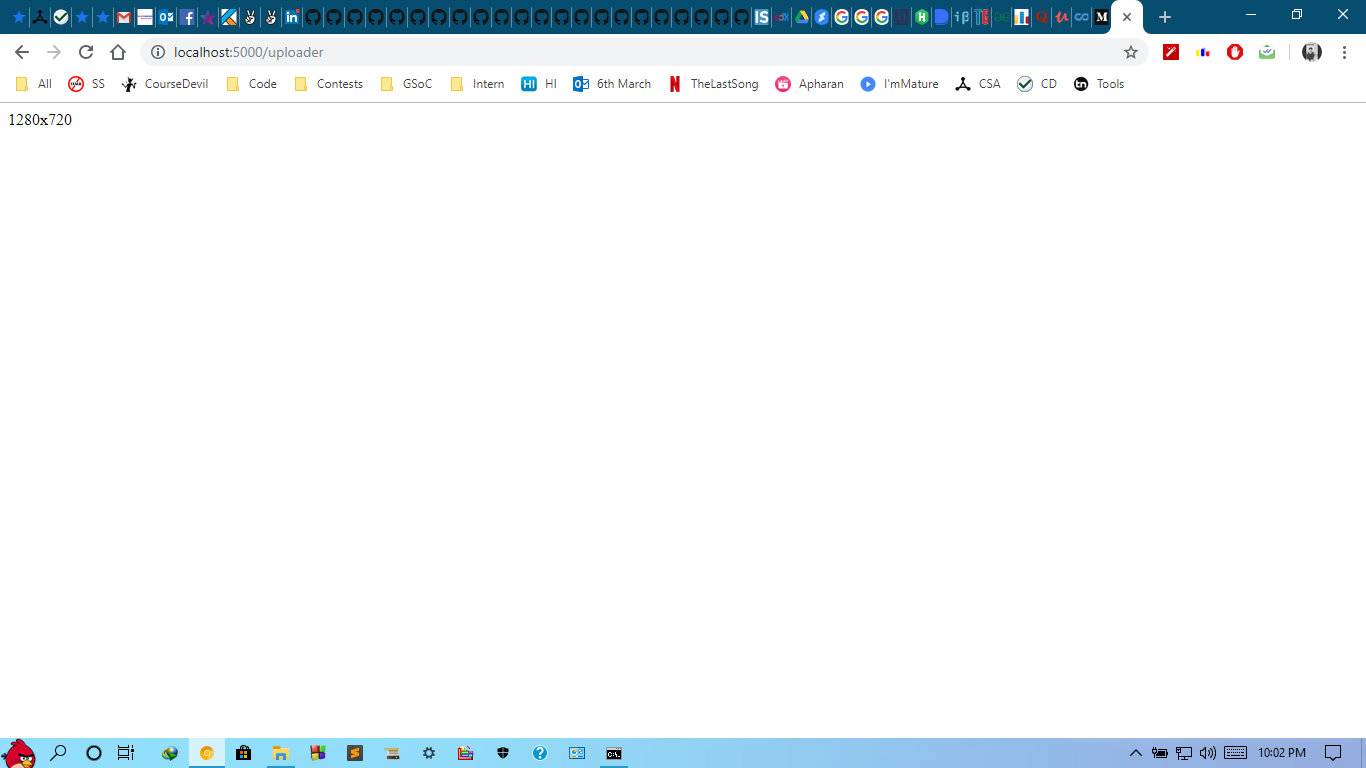 localhost:5000/uploader
All SS CourseDevil Code Contests GSoC Intern HI HI 6th March TheLastSong Apharan I'mMature CSA CD Tools
1280x720
10:02 PM